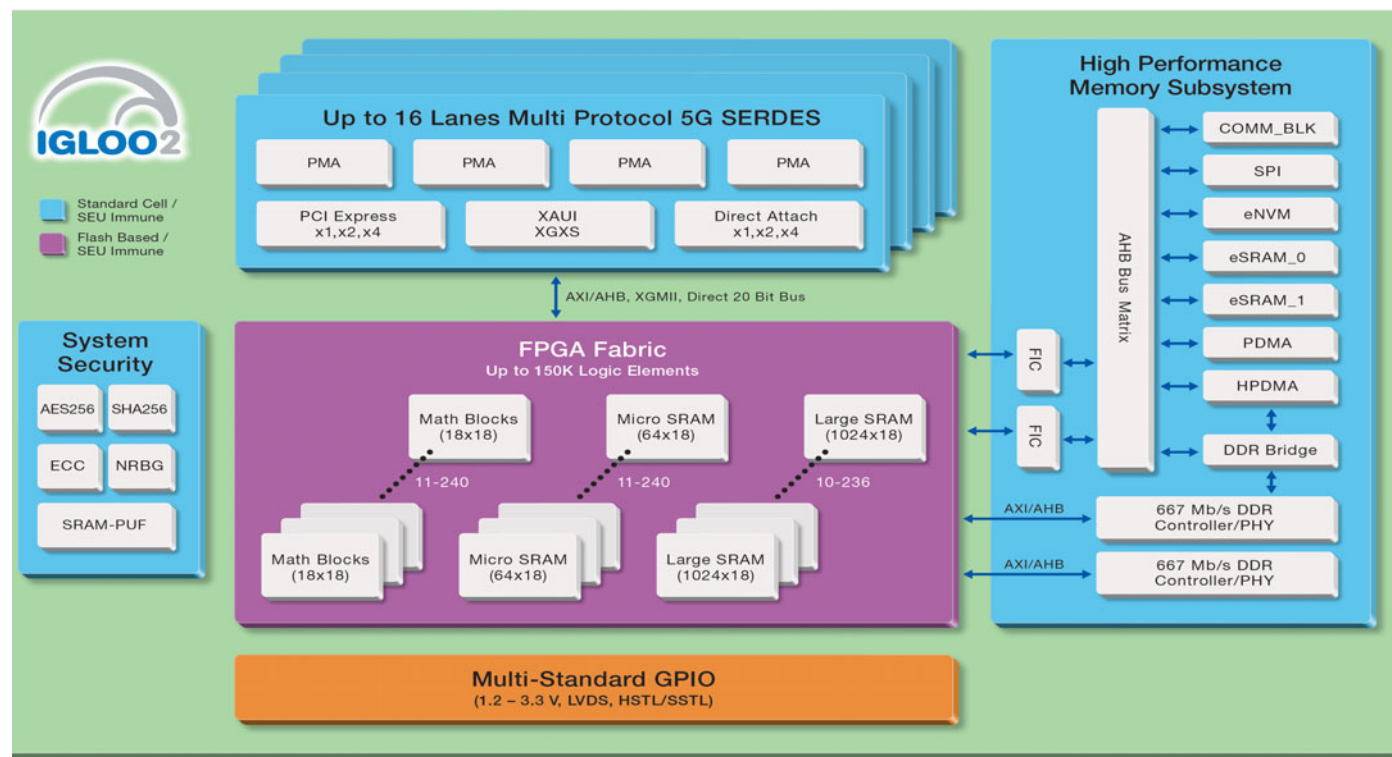 IGLOO2
Standard Cell /
SEU Immune
Flash Based /
SEU Immune
Up to 16 Lanes Multi Protocol 5G SERDES
PMA
PMA
PMA
PMA
PCI Express
x1,x2,x4
XAUI
XGXS
Direct Attach
x1,x2,x4
AXI/AHB, XGMII, Direct 20 Bit Bus
System
Security
AES256
SHA256
ECC
NRBG
SRAM-PUF
FPGA Fabric
Up to 150K Logic Elements
Math Blocks
(18x18)
Micro SRAM
(64x18)
Large SRAM
(1024x18)
11-240
11-240
10-236
Math Blocks
(18x18)
Micro SRAM
(64x18)
Large SRAM
(1024x18)
High Performance
Memory Subsystem
AHB Bus Matrix
COMM_BLK
SPI
eNVM
eSRAM_0
eSRAM_1
PDMA
HPDMA
DDR Bridge
FIC
FIC
AXI/AHB
667 Mb/s DDR
Controller/PHY
AXI/AHB
667 Mb/s DDR
Controller/PHY
Multi-Standard GPIO
(1.2 – 3.3 V, LVDS, HSTL/SSTL)